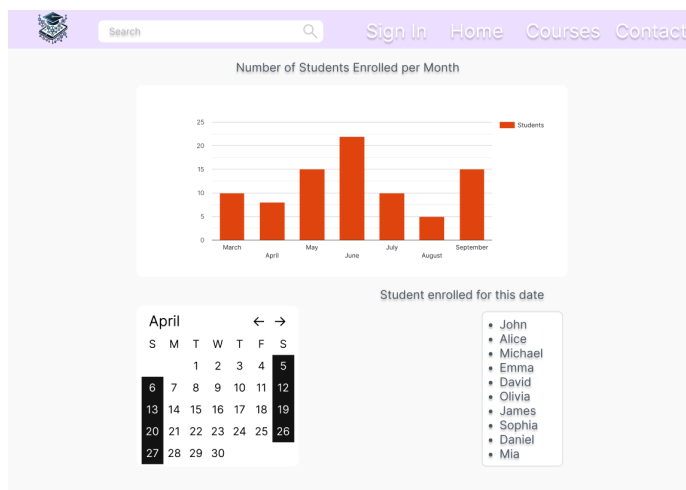 Search
Sign In Home Courses Contact
Number of Students Enrolled per Month
25
20
15
10
5
0
Students
March April May June July August September
Student enrolled for this date
April ← →
S M T W T F S
1 2 3 4 5
6 7 8 9 10 11 12
13 14 15 16 17 18 19
20 21 22 23 24 25 26
27 28 29 30
• John
• Alice
• Michael
• Emma
• David
• Olivia
• James
• Sophia
• Daniel
• Mia